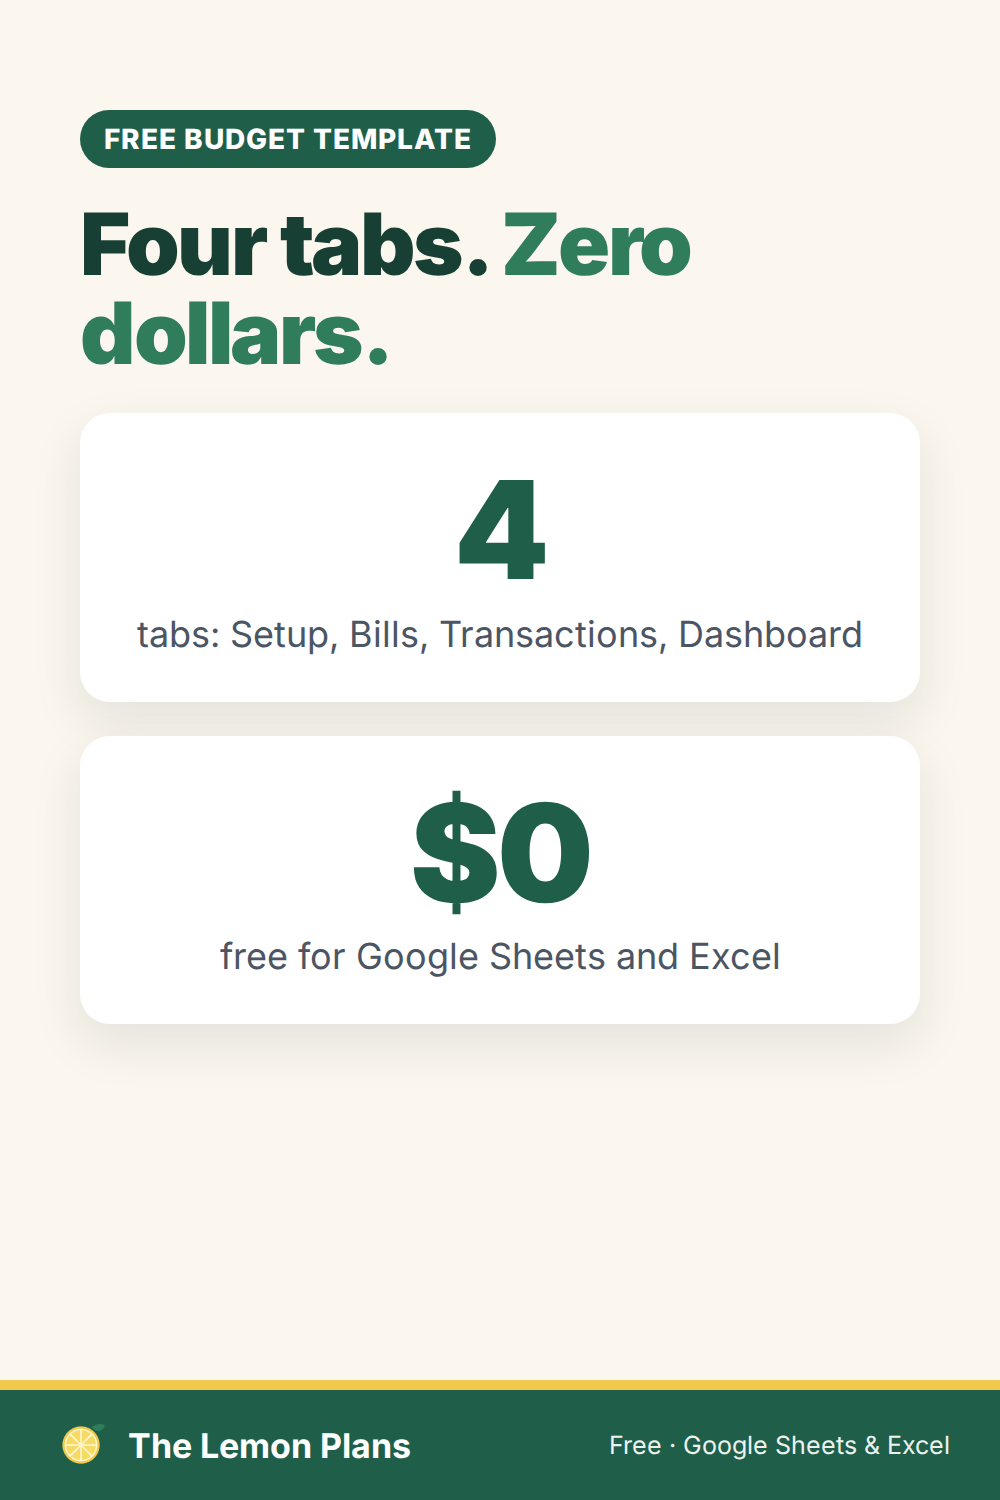 FREE BUDGET TEMPLATE
Four tabs. Zero
dollars.
4
tabs: Setup, Bills, Transactions, Dashboard
$0
free for Google Sheets and Excel
The Lemon Plans
Free · Google Sheets & Excel